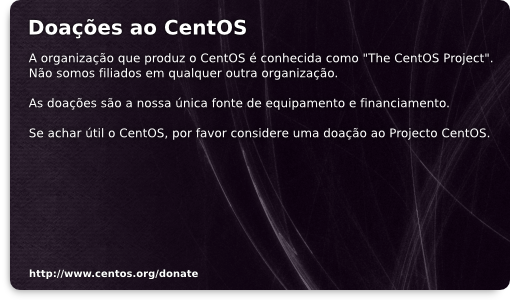 Doações ao CentOS
A organização que produz o CentOS é conhecida como "The CentOS Project".
Não somos filiados em qualquer outra organização.
As doações são a nossa única fonte de equipamento e financiamento.
Se achar útil o CentOS, por favor considere uma doação ao Projecto CentOS.
http://www.centos.org/donate